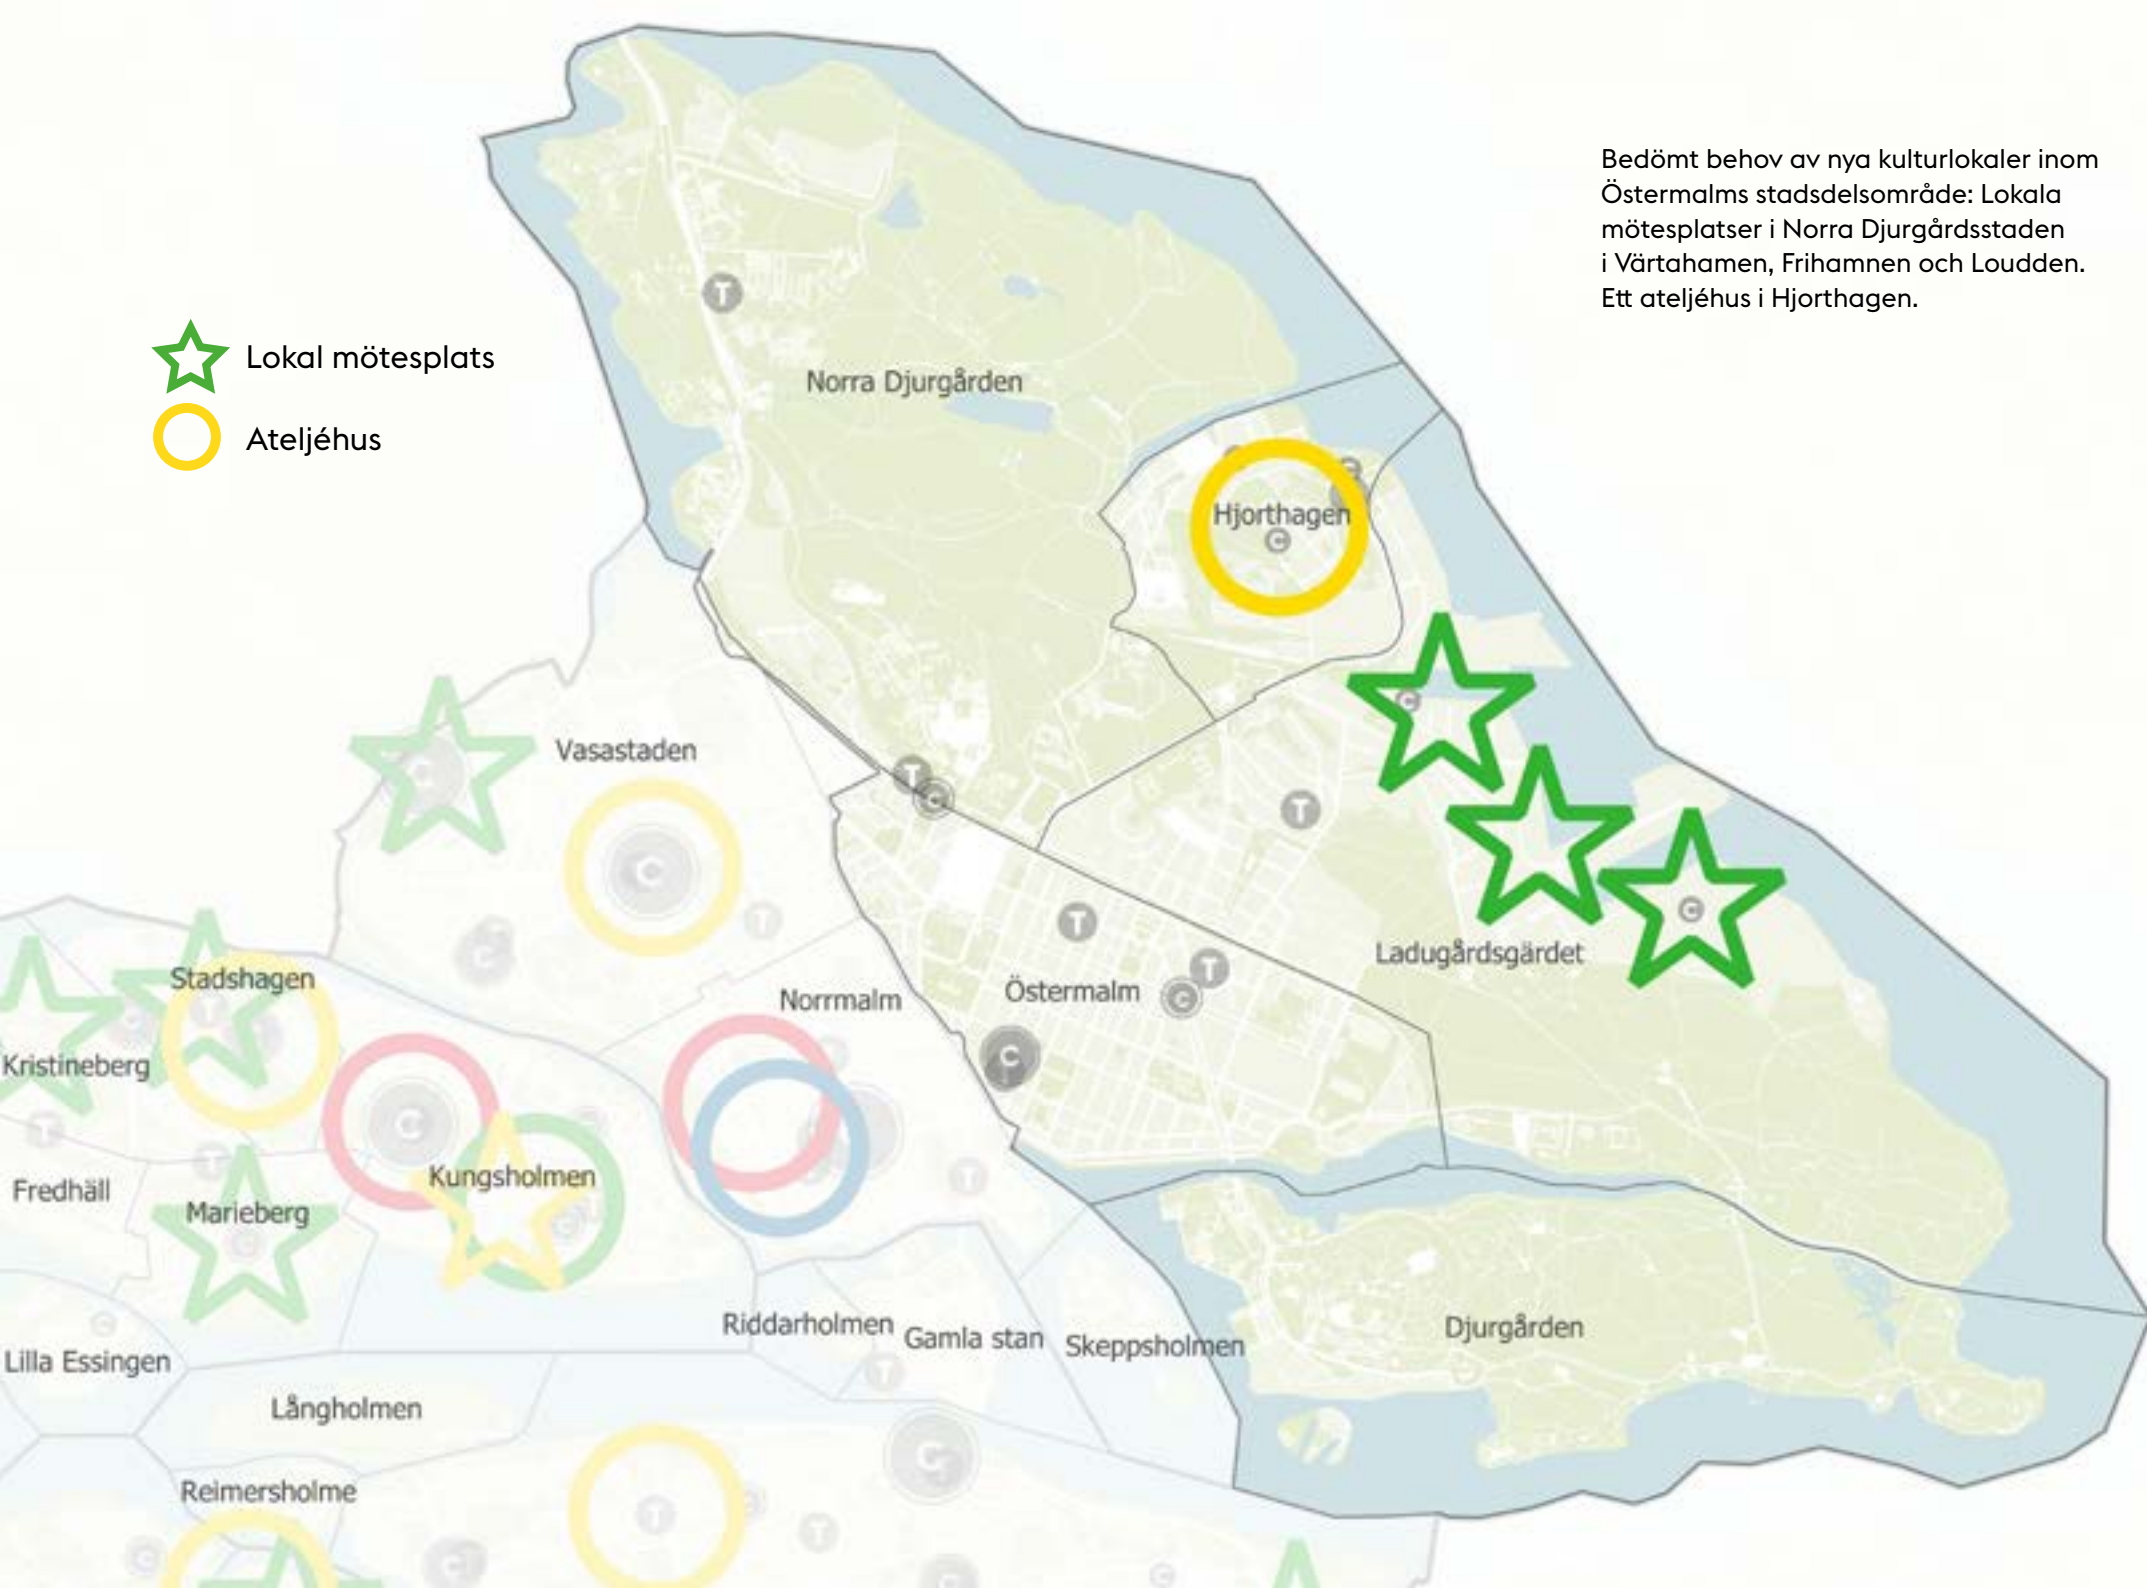 Bedömt behov av nya kulturlokaler inom
Östermalms stadsdelsområde: Lokala
mötesplatser i Norra Djurgårdsstaden
i Värtahamen, Frihamnen och Loudden.
Ett ateljéhus i Hjorthagen.
Lokal mötesplats
Ateljéhus
T
Norra Djurgården
C
Hjorthagen
C
C
Vasastaden
C
T
C
T
C
C
C
T
T
Ladugårdsgärdet
Stadshagen
Norrmalm
Östermalm
C
T
C
Kristineberg
T
C
Kungsholmen
T
T
Fredhäll
Marieberg
C
C
Riddarholmen
Gamla stan
Skeppsholmen
Djurgården
C
Lilla Essingen
T
Långholmen
C
Reimersholme
T
T
C
C
C
C